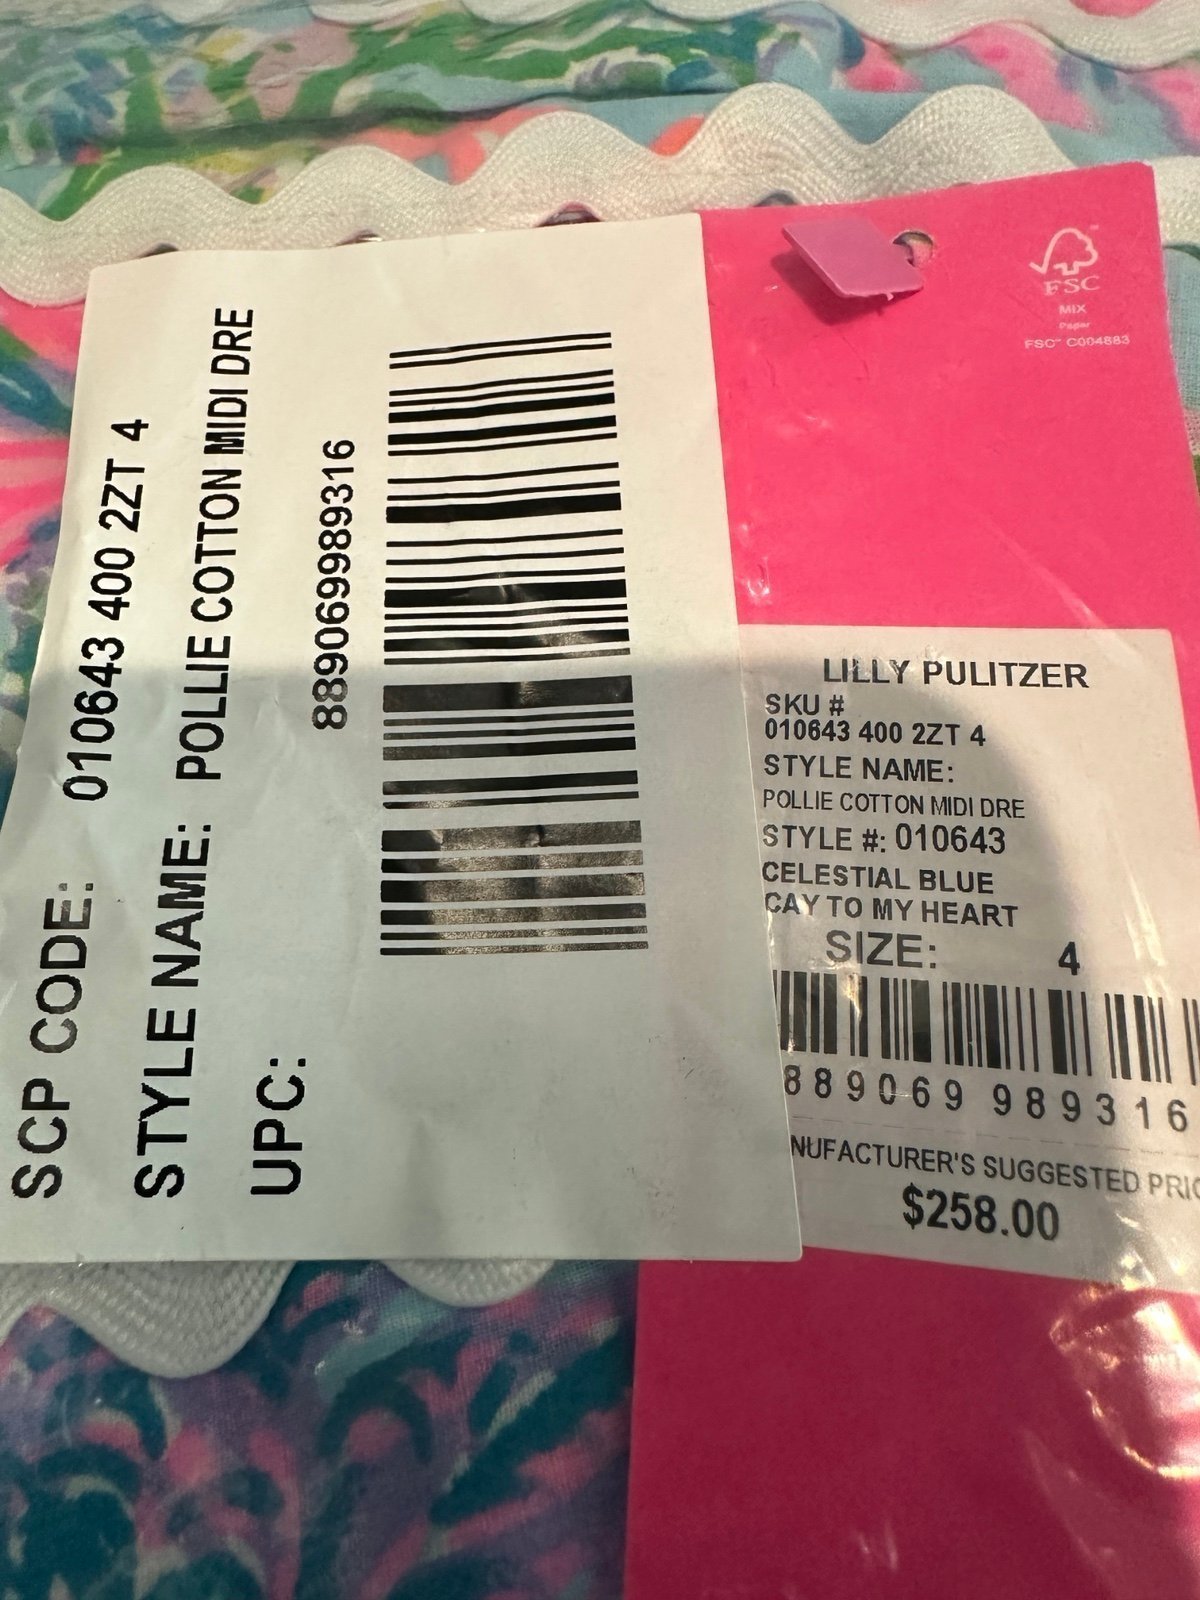 SCP CODE: 010643 400 2ZT 4
STYLE NAME: POLLIE COTTON MIDI DRE
UPC: 889069989316
FSC
MIX
Paper
FSC™ C004883
LILLY PULITZER
SKU #
010643 400 2ZT 4
STYLE NAME:
POLLIE COTTON MIDI DRE
STYLE #: 010643
CELESTIAL BLUE
CAY TO MY HEART
SIZE: 4
889069 989316
NUFACTURER'S SUGGESTED PRIC
$258.00